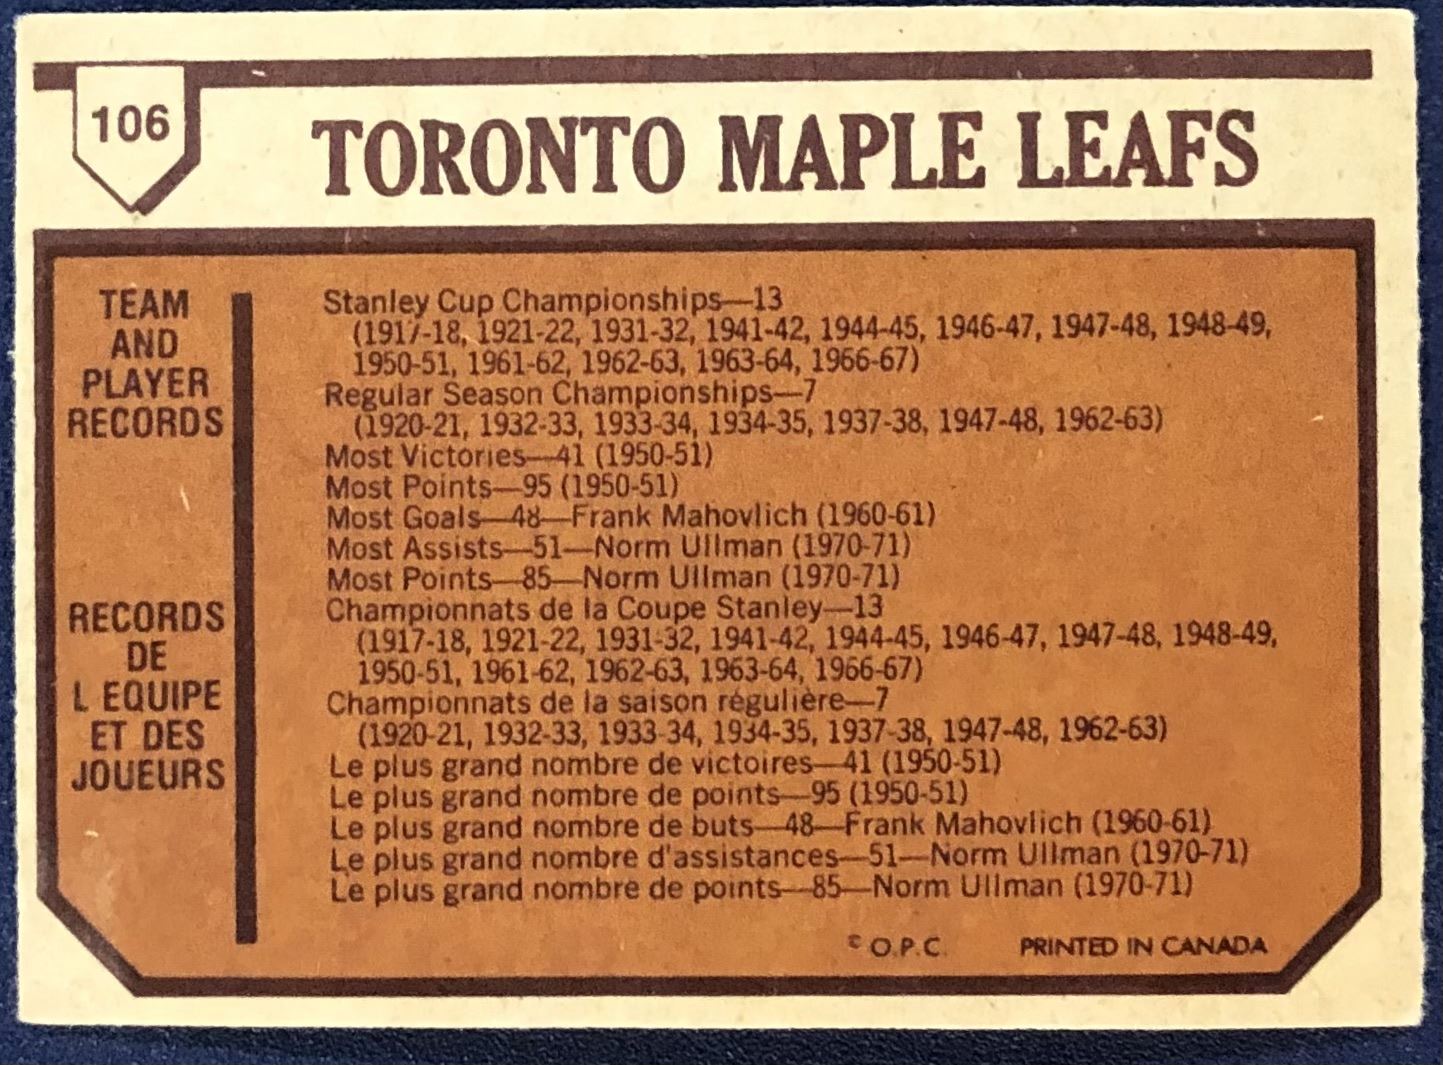 106
TORONTO MAPLE LEAFS
TEAM
AND
PLAYER
RECORDS
Stanley Cup Championships—13
(1917-18, 1921-22, 1931-32, 1941-42, 1944-45, 1946-47, 1947-48, 1948-49,
1950-51, 1961-62, 1962-63, 1963-64, 1966-67)
Regular Season Championships—7
(1920-21, 1932-33, 1933-34, 1934-35, 1937-38, 1947-48, 1962-63)
Most Victories—41 (1950-51)
Most Points—95 (1950-51)
Most Goals—48—Frank Mahovlich (1960-61)
Most Assists—51—Norm Ullman (1970-71)
Most Points—85—Norm Ullman (1970-71)
RECORDS
DE
L EQUIPE
ET DES
JOUEURS
Championnats de la Coupe Stanley—13
(1917-18, 1921-22, 1931-32, 1941-42, 1944-45, 1946-47, 1947-48, 1948-49,
1950-51, 1961-62, 1962-63, 1963-64, 1966-67)
Championnats de la saison régulière—7
(1920-21, 1932-33, 1933-34, 1934-35, 1937-38, 1947-48, 1962-63)
Le plus grand nombre de victoires—41 (1950-51)
Le plus grand nombre de points—95 (1950-51)
Le plus grand nombre de buts—48—Frank Mahovlich (1960-61)
Le plus grand nombre d'assistances—51—Norm Ullman (1970-71)
Le plus grand nombre de points—85—Norm Ullman (1970-71)
© O.P.C. PRINTED IN CANADA